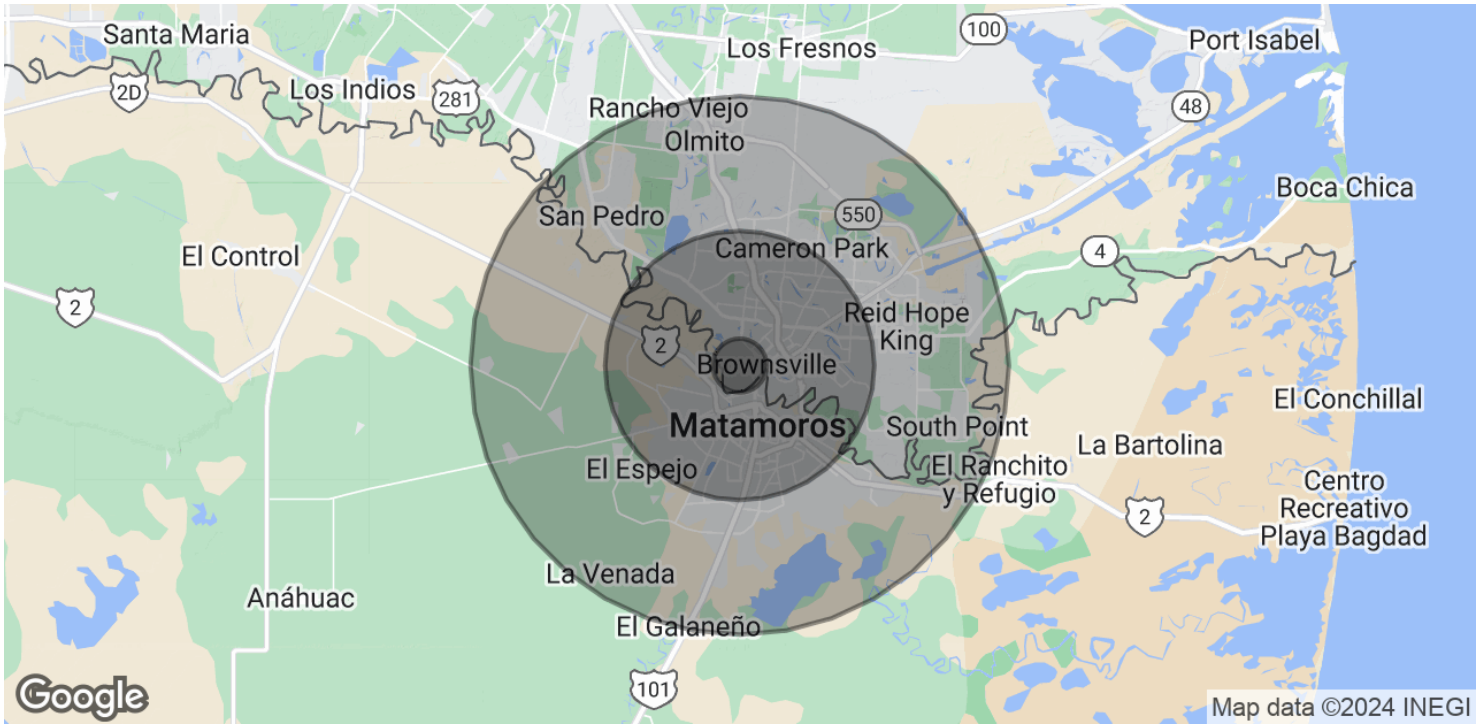 Santa Maria
Los Fresnos
100
Port Isabel
2D
Los Indios
281
Rancho Viejo
48
Olmito
Boca Chica
San Pedro
550
El Control
Cameron Park
4
2
Reid Hope
King
2
Brownsville
El Conchillal
Matamoros
South Point
La Bartolina
El Espejo
El Ranchito
y Refugio
Centro
Recreativo
Playa Bagdad
2
La Venada
Anáhuac
El Galaneño
101
Google
Map data ©2024 INEGI